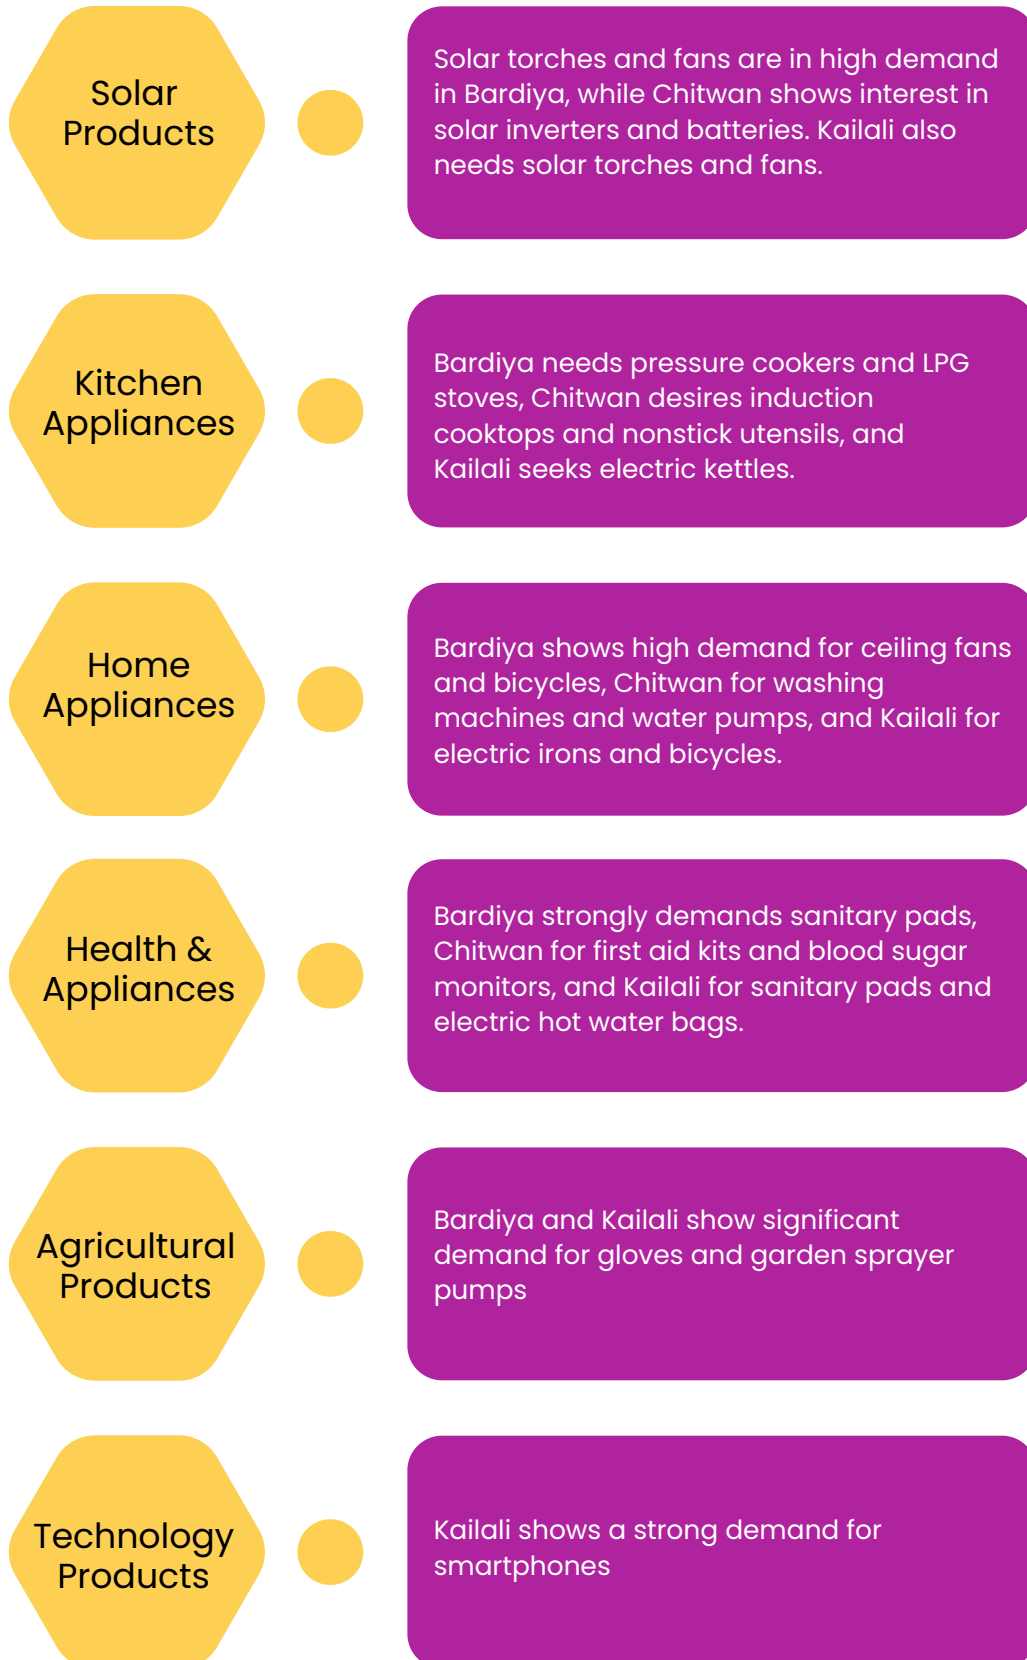 Solar
Products
Solar torches and fans are in high demand
in Bardiya, while Chitwan shows interest in
solar inverters and batteries. Kailali also
needs solar torches and fans.
Kitchen
Appliances
Bardiya needs pressure cookers and LPG
stoves, Chitwan desires induction
cooktops and nonstick utensils, and
Kailali seeks electric kettles.
Home
Appliances
Bardiya shows high demand for ceiling fans
and bicycles, Chitwan for washing
machines and water pumps, and Kailali for
electric irons and bicycles.
Health &
Appliances
Bardiya strongly demands sanitary pads,
Chitwan for first aid kits and blood sugar
monitors, and Kailali for sanitary pads and
electric hot water bags.
Agricultural
Products
Bardiya and Kailali show significant
demand for gloves and garden sprayer
pumps
Technology
Products
Kailali shows a strong demand for
smartphones